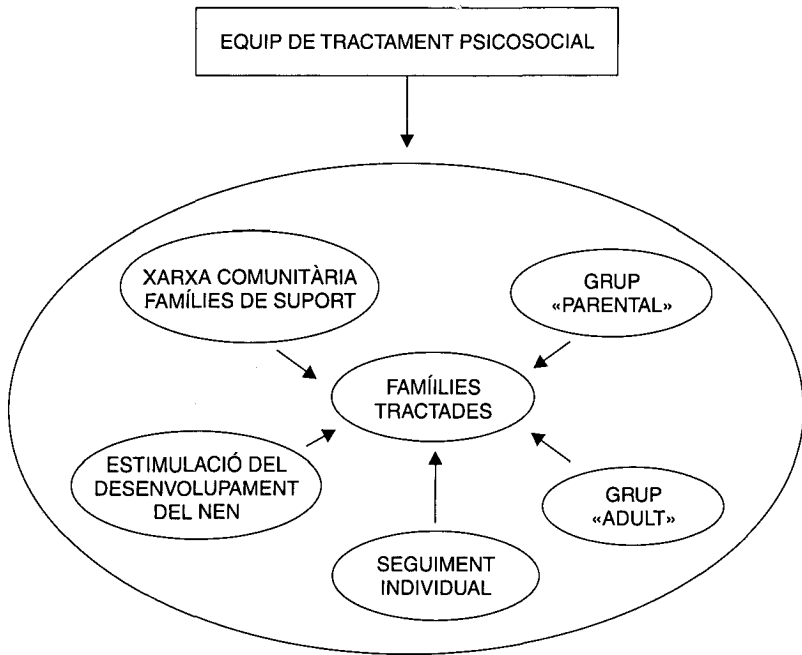 EQUIP DE TRACTAMENT PSICOSOCIAL
XARXA COMUNITÀRIA
FAMÍLIES DE SUPORT
GRUP
«PARENTAL»
FAMÍILIES
TRACTADES
ESTIMULACIÓ DEL
DESENVOLUPAMENT
DEL NEN
GRUP
«ADULT»
SEGUIMENT
INDIVIDUAL